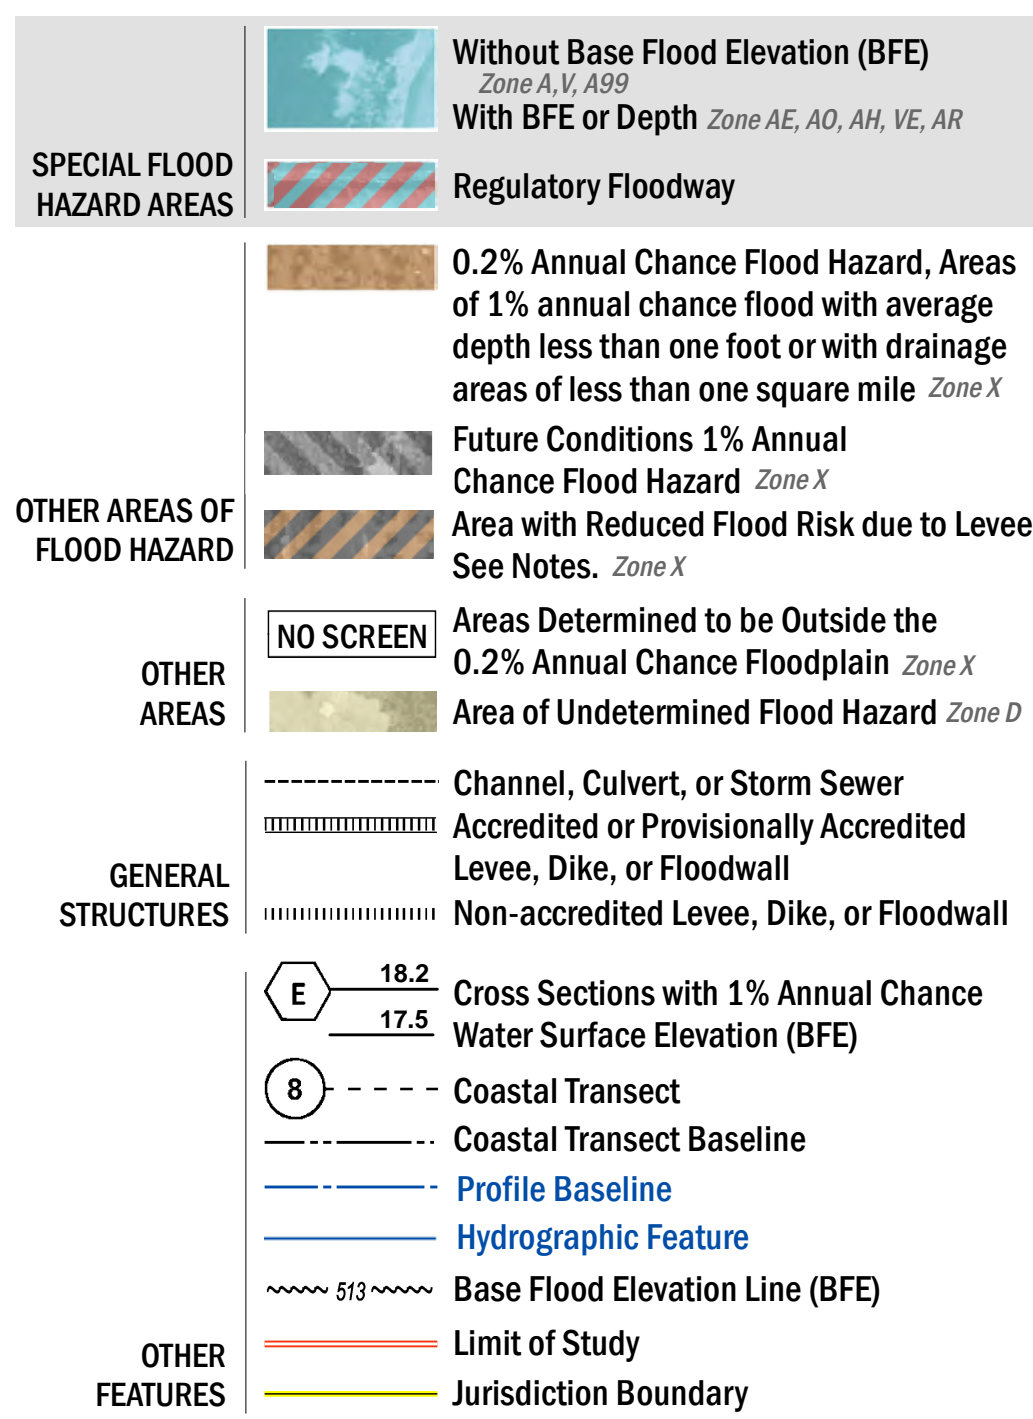 SPECIAL FLOOD
HAZARD AREAS
Without Base Flood Elevation (BFE)
Zone A,V, A99
With BFE or Depth Zone AE, AO, AH, VE, AR
Regulatory Floodway
OTHER AREAS OF
FLOOD HAZARD
0.2% Annual Chance Flood Hazard, Areas
of 1% annual chance flood with average
depth less than one foot or with drainage
areas of less than one square mile Zone X
Future Conditions 1% Annual
Chance Flood Hazard Zone X
Area with Reduced Flood Risk due to Levee
See Notes. Zone X
OTHER
AREAS
NO SCREEN
Areas Determined to be Outside the
0.2% Annual Chance Floodplain Zone X
Area of Undetermined Flood Hazard Zone D
GENERAL
STRUCTURES
Channel, Culvert, or Storm Sewer
Accredited or Provisionally Accredited
Levee, Dike, or Floodwall
Non-accredited Levee, Dike, or Floodwall
OTHER
FEATURES
E 18.2
17.5
Cross Sections with 1% Annual Chance
Water Surface Elevation (BFE)
8 Coastal Transect
Coastal Transect Baseline
Profile Baseline
Hydrographic Feature
513 Base Flood Elevation Line (BFE)
Limit of Study
Jurisdiction Boundary